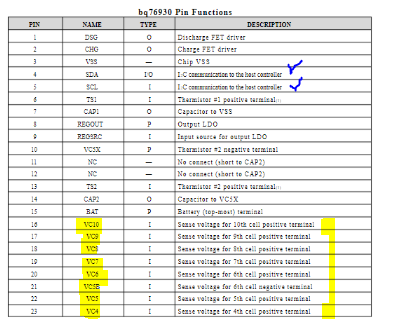 bq76930 Pin Functions
PIN NAME TYPE DESCRIPTION
1 DSG O Discharge FET driver
2 CHG O Charge FET driver
3 VSS — Chip VSS
4 SDA I/O I2C communication to the host controller
5 SCL I I2C communication to the host controller
6 TS1 I Thermistor #1 positive terminal(1)
7 CAP1 O Capacitor to VSS
8 REGOUT P Output LDO
9 REGSRC I Input source for output LDO
10 VC5X P Thermistor #2 negative terminal
11 NC — No connect (short to CAP2)
12 NC — No connect (short to CAP2)
13 TS2 I Thermistor #2 positive terminal(1)
14 CAP2 O Capacitor to VC5X
15 BAT P Battery (top-most) terminal
16 VC10 I Sense voltage for 10th cell positive terminal
17 VC9 I Sense voltage for 9th cell positive terminal
18 VC8 I Sense voltage for 8th cell positive terminal
19 VC7 I Sense voltage for 7th cell positive terminal
20 VC6 I Sense voltage for 6th cell positive terminal
21 VC5B I Sense voltage for 6th cell negative terminal
22 VC5 I Sense voltage for 5th cell positive terminal
23 VC4 I Sense voltage for 4th cell positive terminal